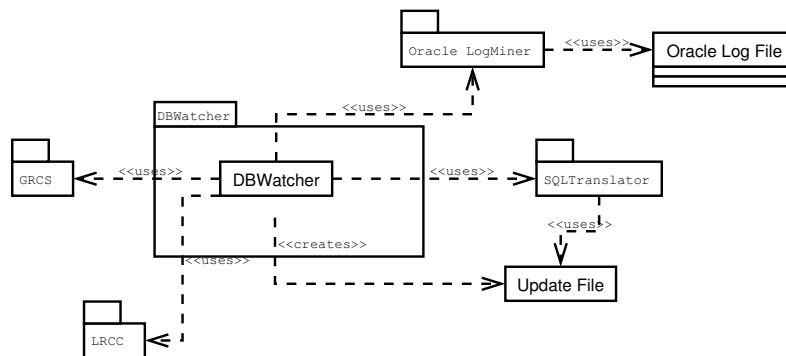 Oracle LogMiner
<<uses>>
Oracle Log File
<<uses>>
DBWatcher
GRCS
<<uses>>
DBWatcher
<<uses>>
SQLTranslator
<<uses>>
<<creates>>
<<uses>>
Update File
LRCC